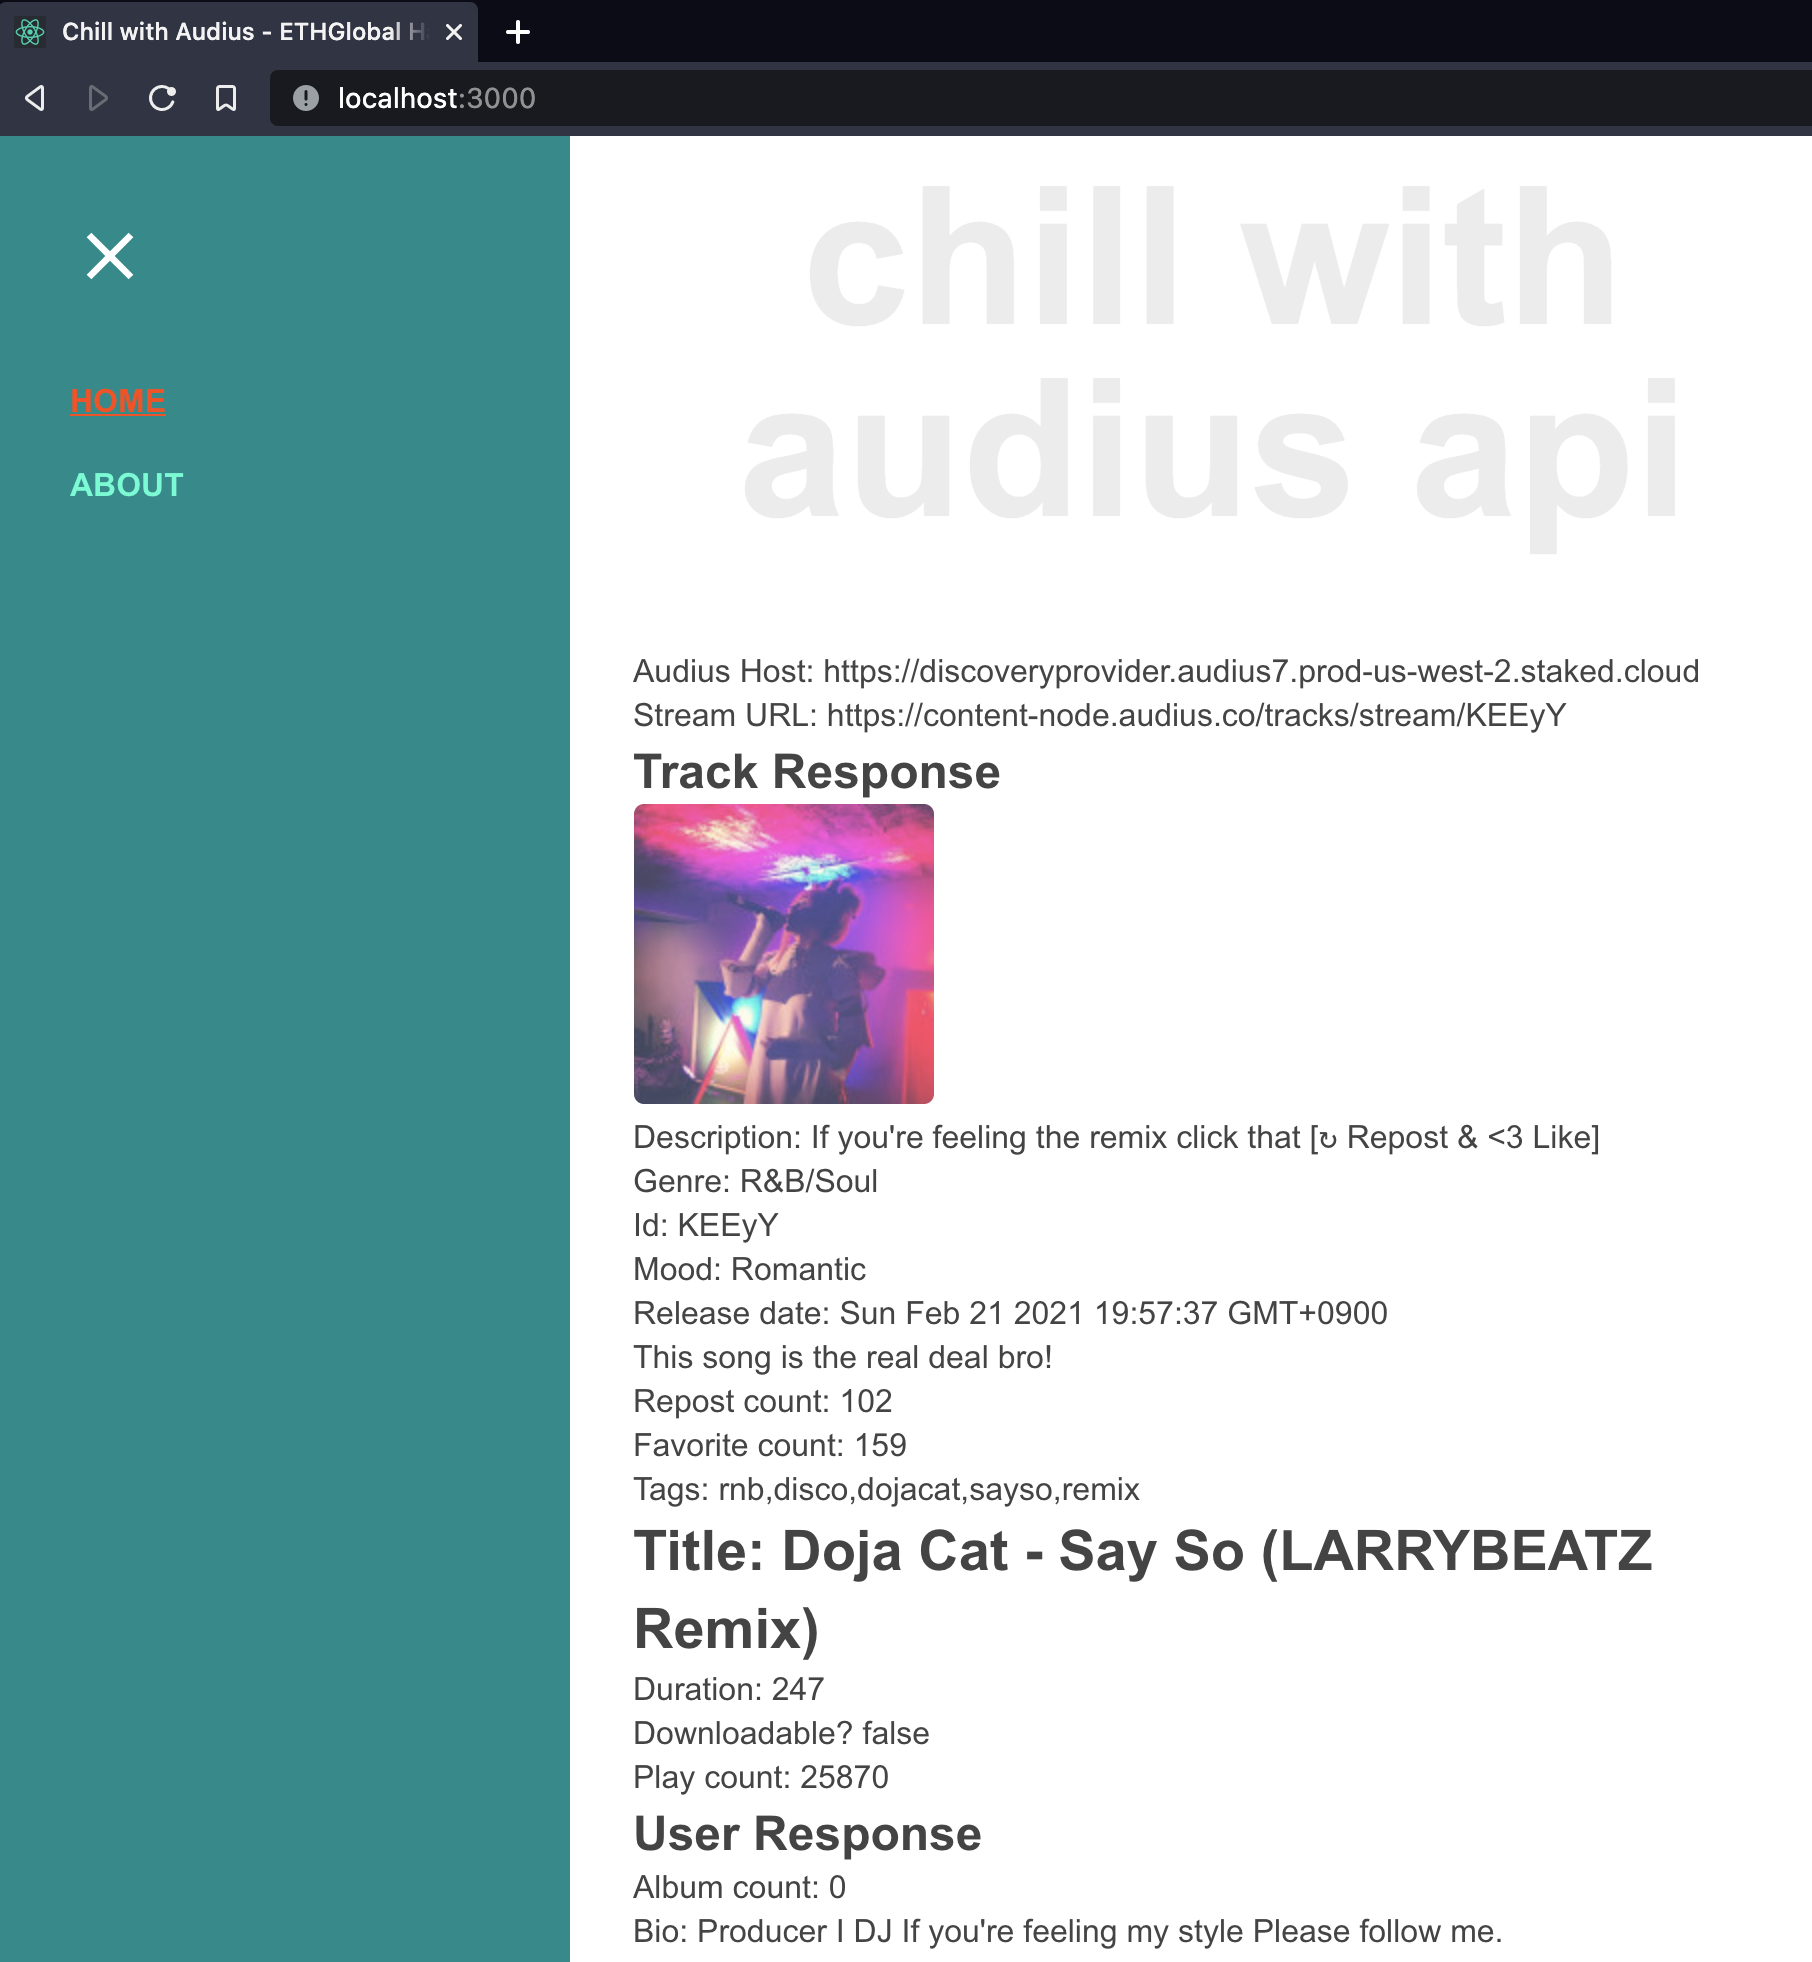 Chill with Audius - ETHGlobal H
localhost:3000
HOME
ABOUT
chill with
audius api
Audius Host: https://discoveryprovider.audius7.prod-us-west-2.staked.cloud
Stream URL: https://content-node.audius.co/tracks/stream/KEEyY
Track Response
Description: If you're feeling the remix click that [↻ Repost & <3 Like]
Genre: R&B/Soul
Id: KEEyY
Mood: Romantic
Release date: Sun Feb 21 2021 19:57:37 GMT+0900
This song is the real deal bro!
Repost count: 102
Favorite count: 159
Tags: rnb,disco,dojacat,sayso,remix
Title: Doja Cat - Say So (LARRYBEATZ
Remix)
Duration: 247
Downloadable? false
Play count: 25870
User Response
Album count: 0
Bio: Producer I DJ If you're feeling my style Please follow me.